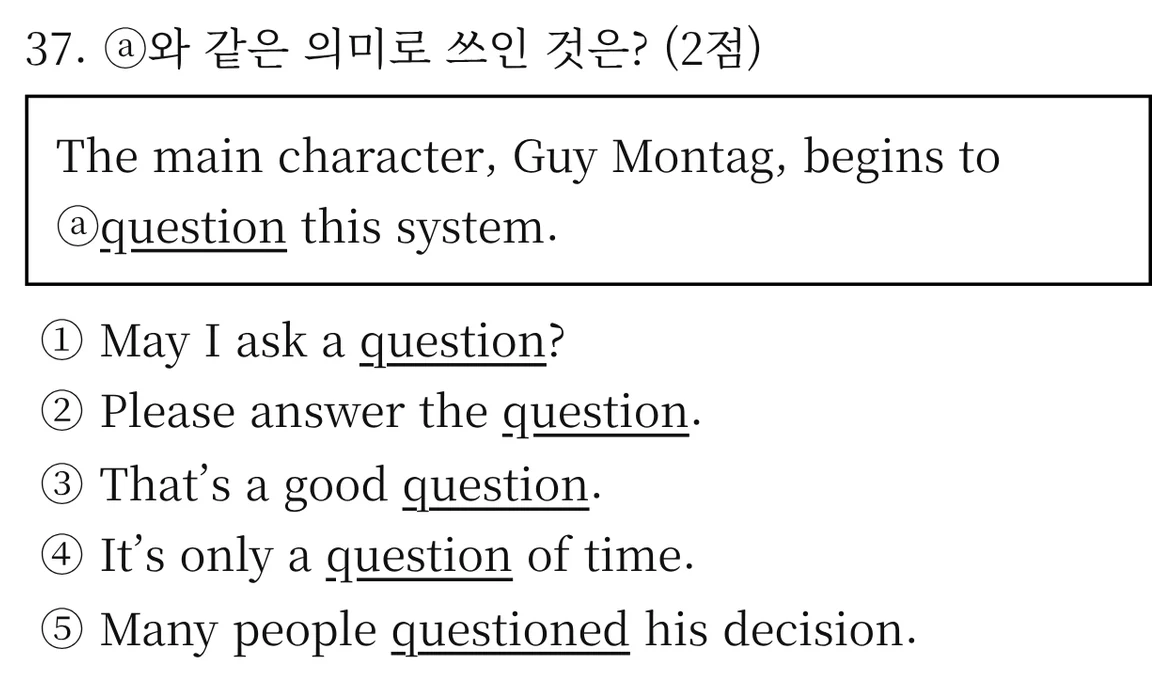 37. ⓐ와 같은 의미로 쓰인 것은? (2점)
The main character, Guy Montag, begins to
ⓐquestion this system.
① May I ask a question?
② Please answer the question.
③ That’s a good question.
④ It’s only a question of time.
⑤ Many people questioned his decision.